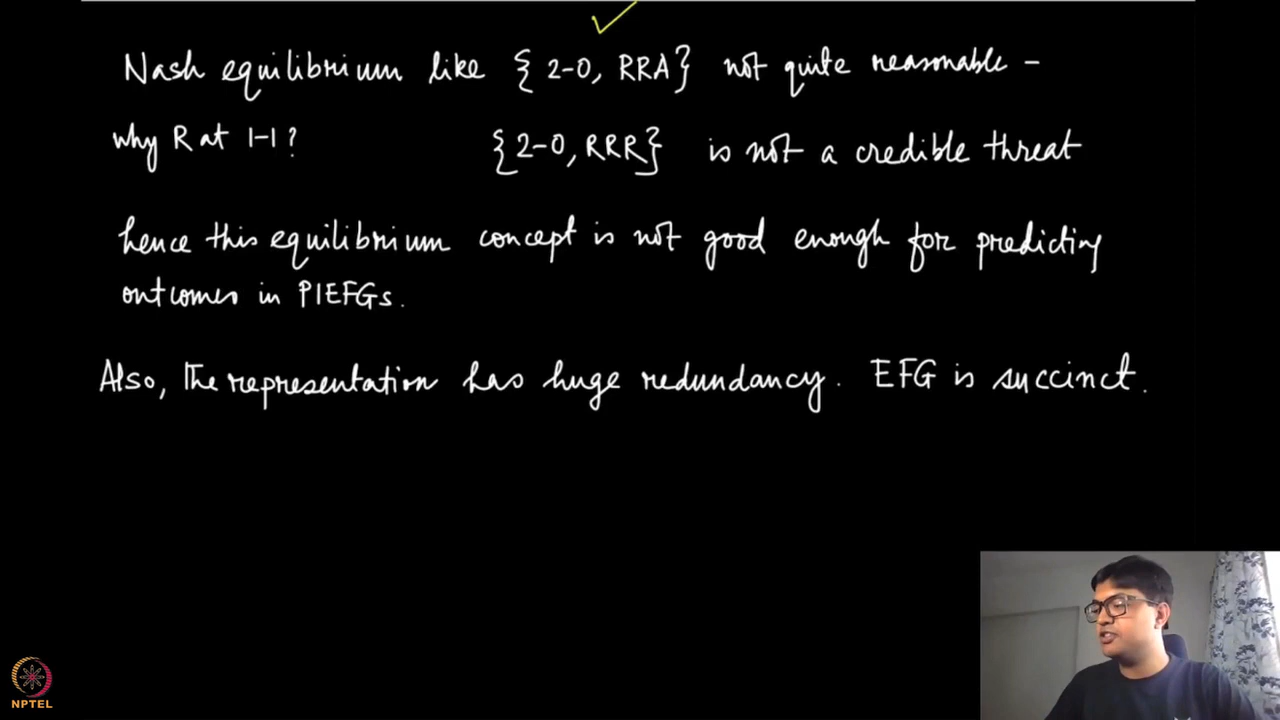 Nash equilibrium like {2-0, RRA} not quite reasonable -
why R at 1-1? {2-0, RRR} is not a credible threat
hence this equilibrium concept is not good enough for predicting
outcomes in PIEFGs.
Also, the representation has huge redundancy. EFG is succinct.
NPTEL